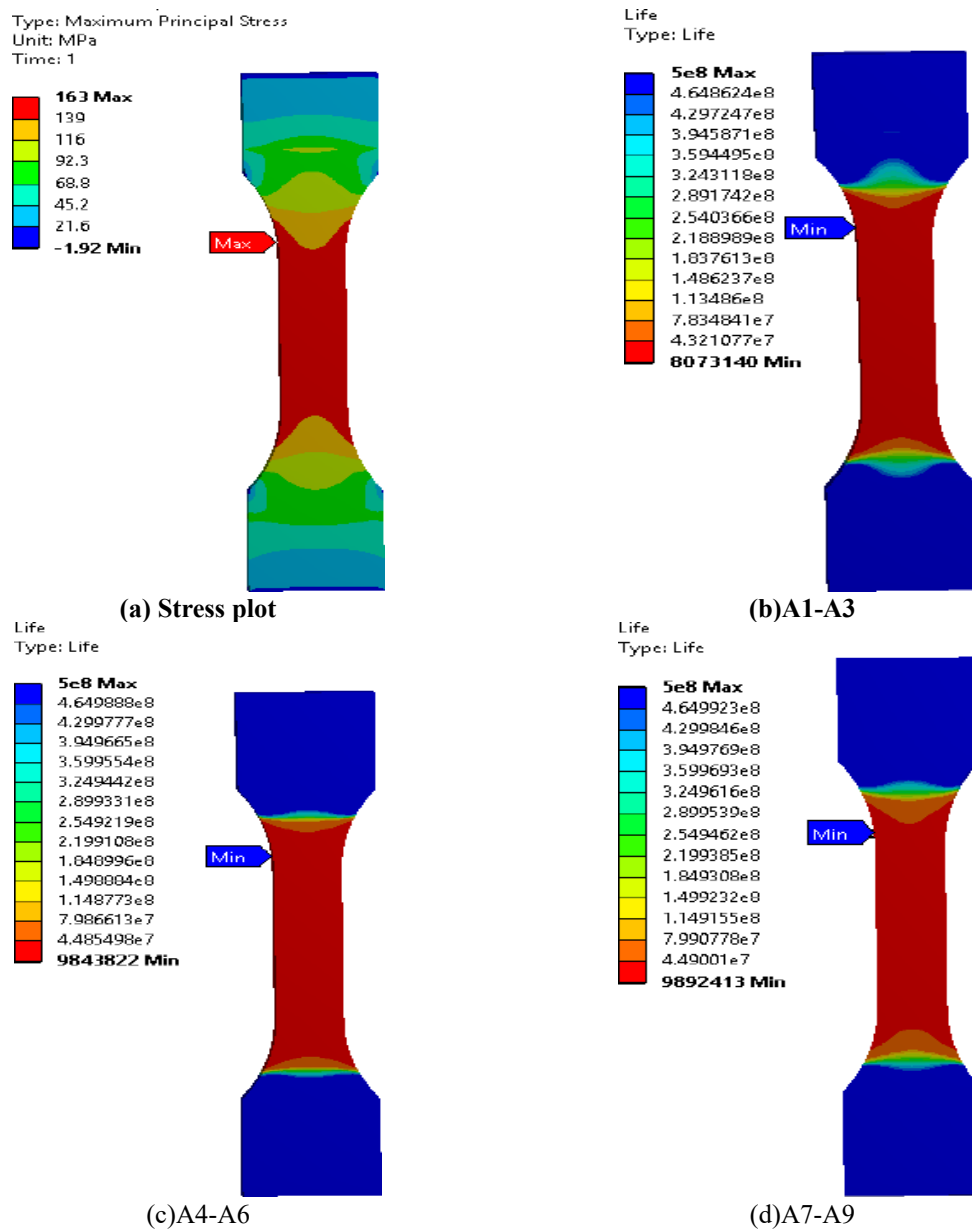 Type: Maximum Principal Stress
Unit: MPa
Time: 1
163 Max
139
116
92.3
68.8
45.2
21.6
-1.92 Min
Max
(a) Stress plot
Life
Type: Life
5e8 Max
4.648624e8
4.297247e8
3.945871e8
3.594495e8
3.243118e8
2.891742e8
2.540366e8
2.188989e8
1.837613e8
1.486237e8
1.13486e8
7.834841e7
4.321077e7
8073140 Min
Min
(b)A1-A3
Life
Type: Life
5e8 Max
4.649888e8
4.299777e8
3.949665e8
3.599554e8
3.249442e8
2.899331e8
2.549219e8
2.199108e8
1.848996e8
1.498884e8
1.148773e8
7.986613e7
4.485498e7
9843822 Min
Min
(c)A4-A6
Life
Type: Life
5e8 Max
4.649923e8
4.299846e8
3.949769e8
3.599693e8
3.249616e8
2.899539e8
2.549462e8
2.199385e8
1.849308e8
1.499232e8
1.149155e8
7.990778e7
4.49001e7
9892413 Min
Min
(d)A7-A9